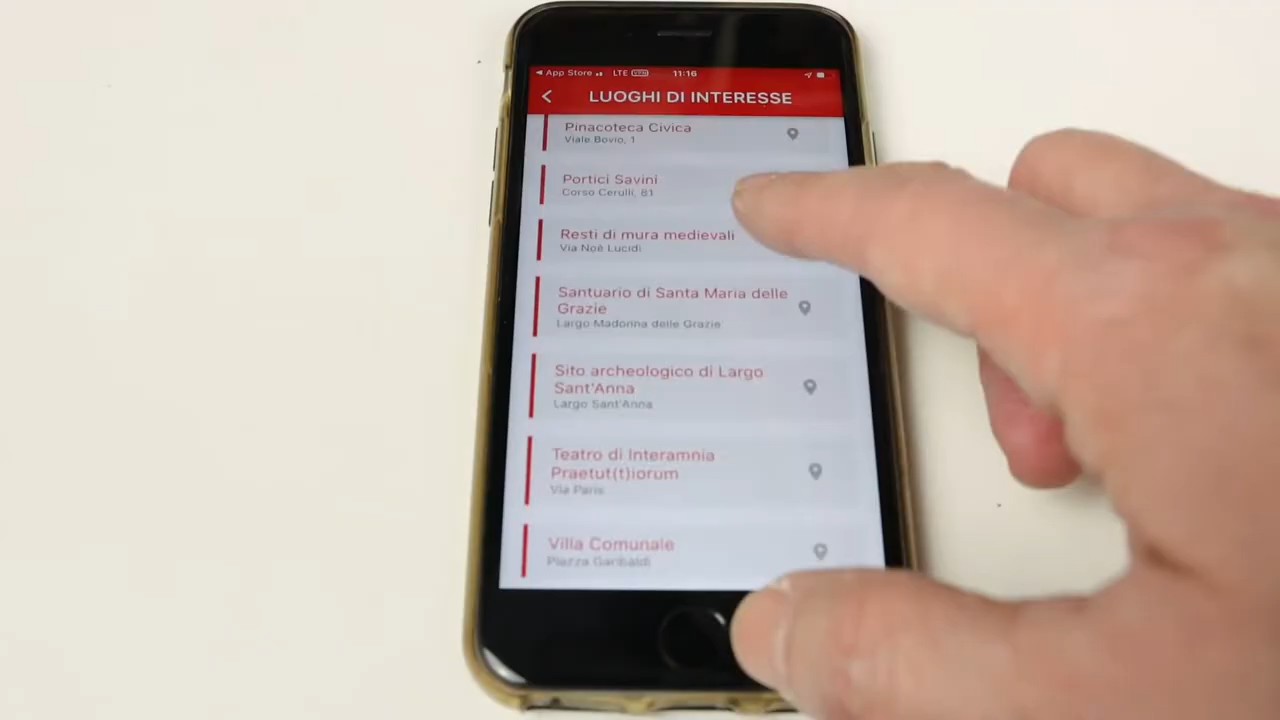 App Store LTE VPN 11:16
LUOGHI DI INTERESSE
Pinacoteca Civica
Viale Bovio, 1
Portici Savini
Corso Cerulli, 81
Resti di mura medievali
Via Noè Lucidi
Santuario di Santa Maria delle
Grazie
Largo Madonna delle Grazie
Sito archeologico di Largo
Sant'Anna
Largo Sant'Anna
Teatro di Interamnia
Praetut(t)iorum
Via Paris
Villa Comunale
Piazza Garibaldi